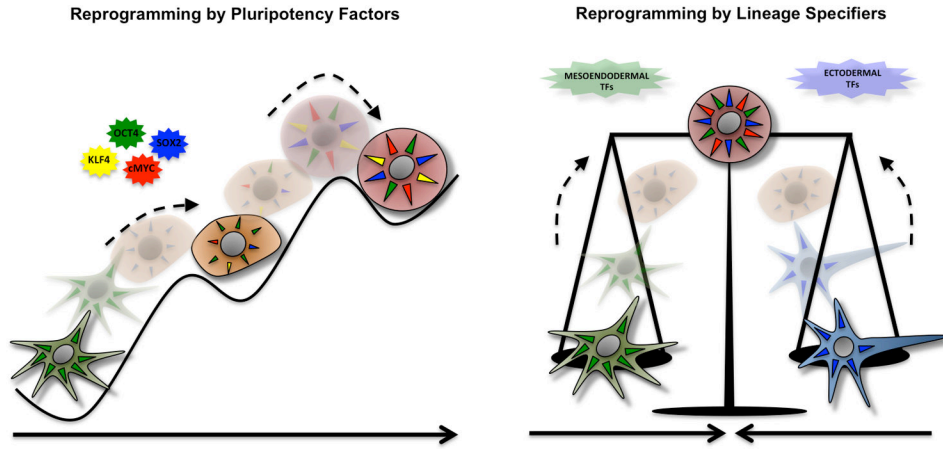 Reprogramming by Pluripotency Factors
OCT4
SOX2
KLF4
cMYC
Reprogramming by Lineage Specifiers
MESOENDODERMAL
TFs
ECTODERMAL
TFs